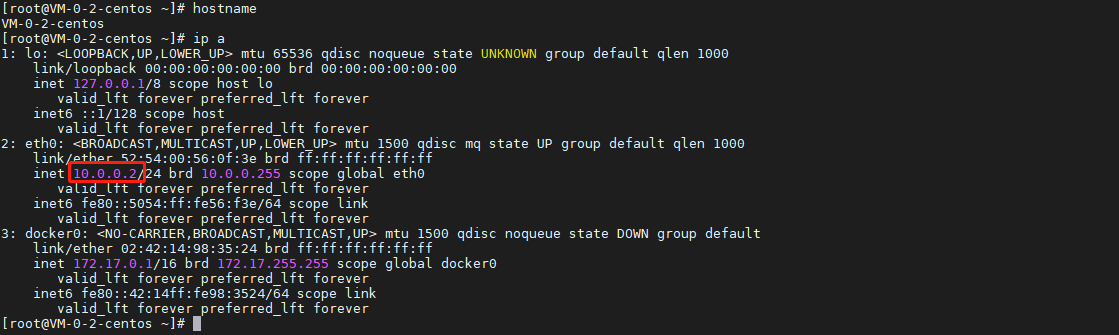 [root@VM-0-2-centos ~]# hostname
VM-0-2-centos
[root@VM-0-2-centos ~]# ip a
1: lo: <LOOPBACK,UP,LOWER_UP> mtu 65536 qdisc noqueue state UNKNOWN group default qlen 1000
    link/loopback 00:00:00:00:00:00 brd 00:00:00:00:00:00
    inet 127.0.0.1/8 scope host lo
       valid_lft forever preferred_lft forever
    inet6 ::1/128 scope host
       valid_lft forever preferred_lft forever
2: eth0: <BROADCAST,MULTICAST,UP,LOWER_UP> mtu 1500 qdisc mq state UP group default qlen 1000
    link/ether 52:54:00:56:0f:3e brd ff:ff:ff:ff:ff:ff
    inet 10.0.0.2/24 brd 10.0.0.255 scope global eth0
       valid_lft forever preferred_lft forever
    inet6 fe80::5054:ff:fe56:f3e/64 scope link
       valid_lft forever preferred_lft forever
3: docker0: <NO-CARRIER,BROADCAST,MULTICAST,UP> mtu 1500 qdisc noqueue state DOWN group default
    link/ether 02:42:14:98:35:24 brd ff:ff:ff:ff:ff:ff
    inet 172.17.0.1/16 brd 172.17.255.255 scope global docker0
       valid_lft forever preferred_lft forever
    inet6 fe80::42:14ff:fe98:3524/64 scope link
       valid_lft forever preferred_lft forever
[root@VM-0-2-centos ~]#